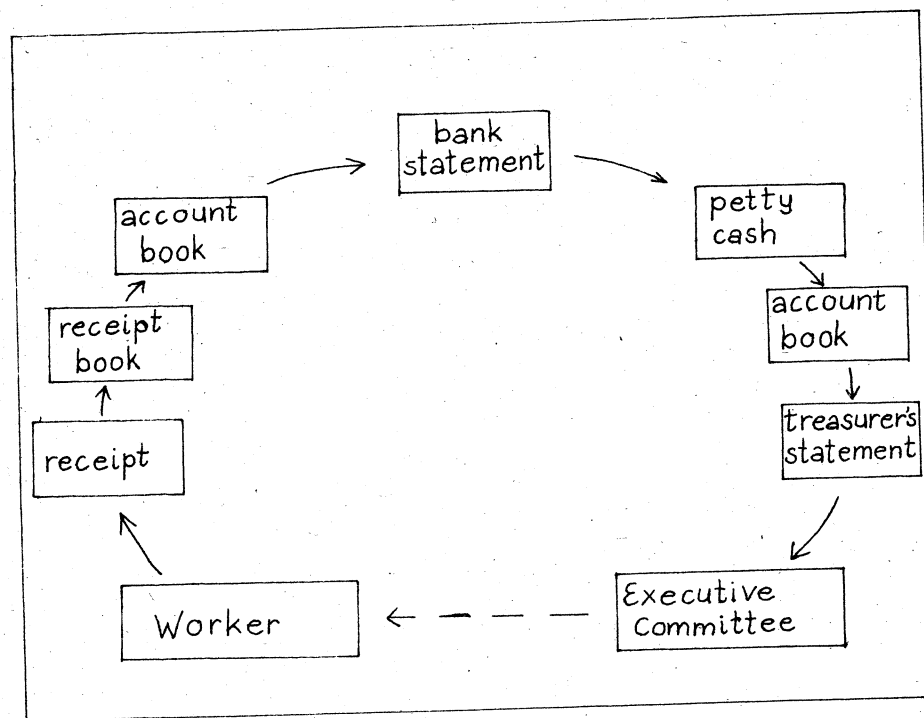 bank
statement
petty
cash
account
book
account
book
receipt
book
treasurer's
statement
receipt
Executive
Committee
Worker